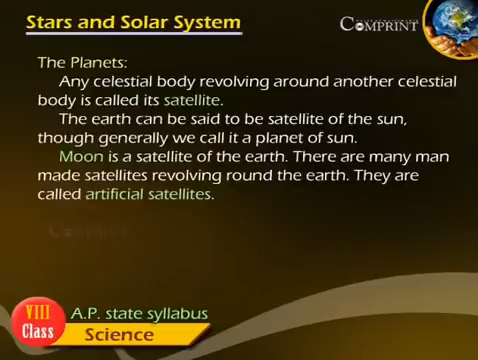 Stars and Solar System
COMPRINT
The Planets:
Any celestial body revolving around another celestial
body is called its satellite.
The earth can be said to be satellite of the sun,
though generally we call it a planet of sun.
Moon is a satellite of the earth. There are many man
made satellites revolving round the earth. They are
called artificial satellites.
COMPRINT
VIII
Class
A.P. state syllabus
Science